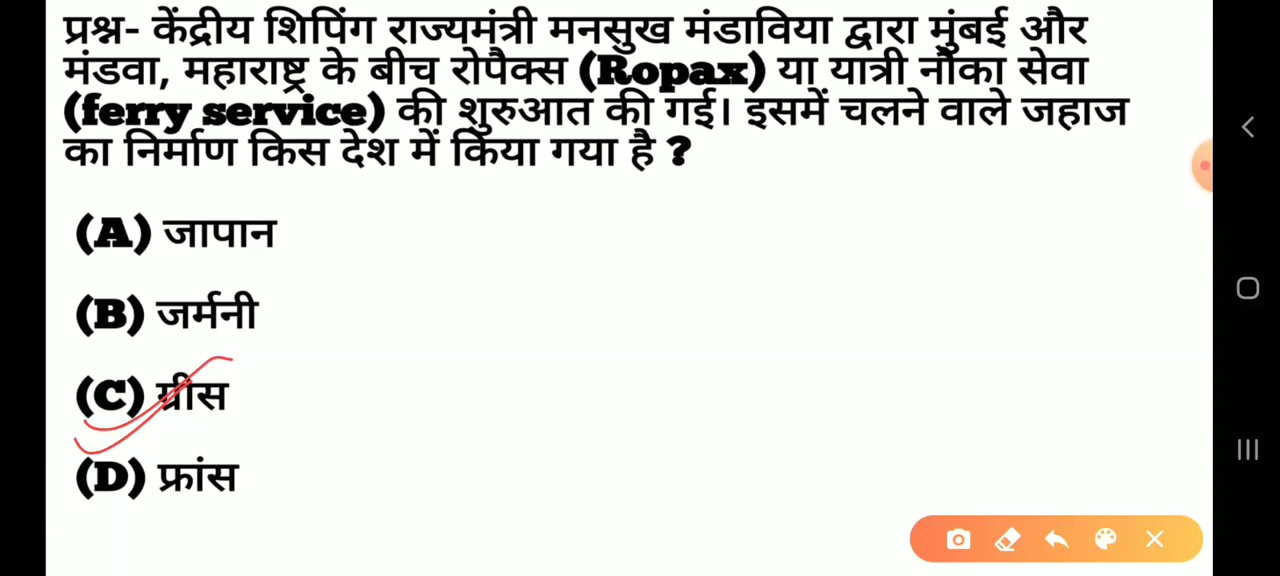 प्रश्न- केंद्रीय शिपिंग राज्यमंत्री मनसुख मंडाविया द्वारा मुंबई और
मंडवा, महाराष्ट्र के बीच रोपैक्स (Ropax) या यात्री नौका सेवा
(ferry service) की शुरुआत की गई। इसमें चलने वाले जहाज
का निर्माण किस देश में किया गया है ?
(A) जापान
(B) जर्मनी
(C) ग्रीस
(D) फ्रांस